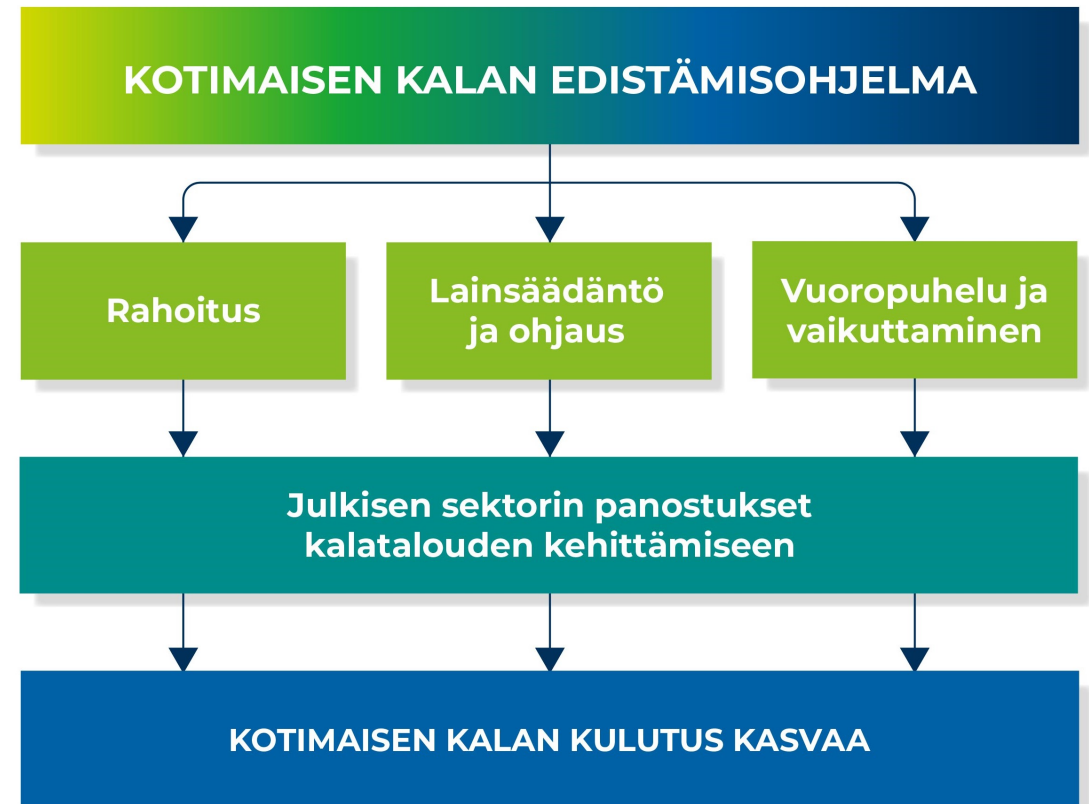 KOTIMAISEN KALAN EDISTÄMISOHJELMA
Rahoitus
Lainsäädäntö
ja ohjaus
Vuoropuhelu ja
vaikuttaminen
Julkisen sektorin panostukset
kalatalouden kehittämiseen
KOTIMAISEN KALAN KULUTUS KASVAA